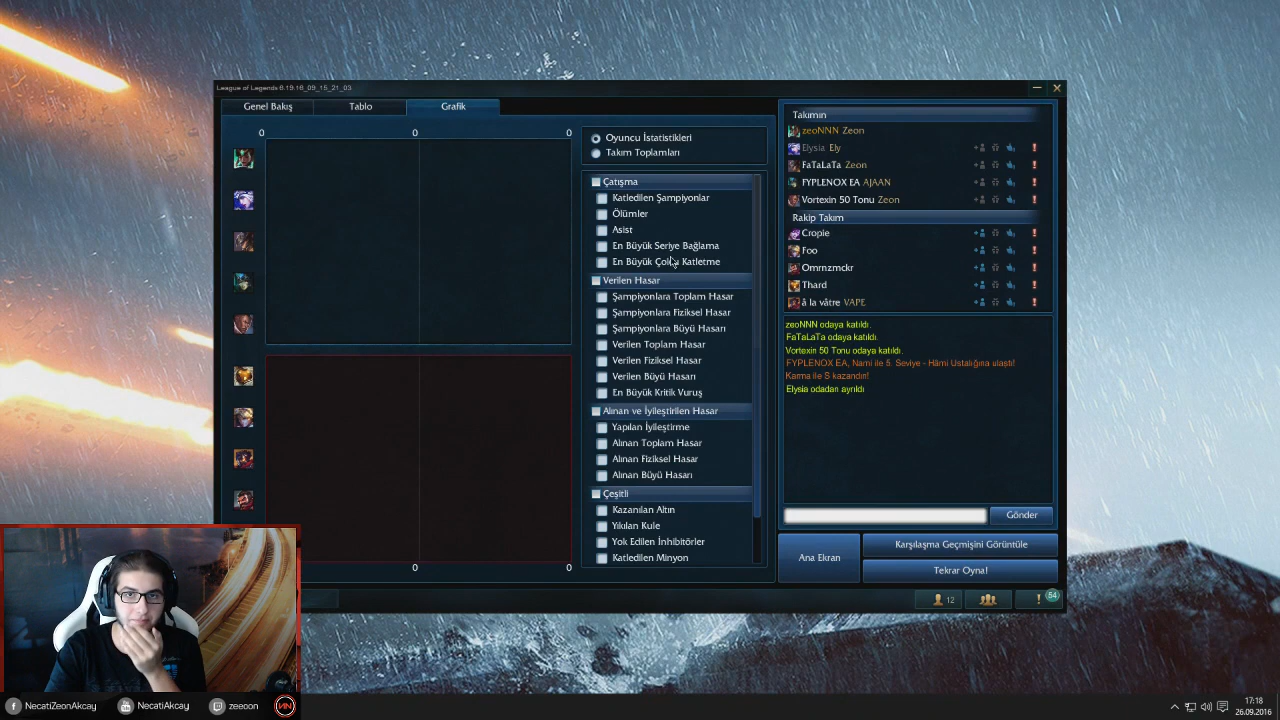 League of Legends 6.19.16_09_15_21_03
Genel Bakış
Tablo
Grafik
0
0
0
0
0
Oyuncu İstatistikleri
Takım Toplamları
Çatışma
Katledilen Şampiyonlar
Ölümler
Asist
En Büyük Seriye Bağlama
En Büyük Çoklu Katletme
Verilen Hasar
Şampiyonlara Toplam Hasar
Şampiyonlara Fiziksel Hasar
Şampiyonlara Büyü Hasarı
Verilen Toplam Hasar
Verilen Fiziksel Hasar
Verilen Büyü Hasarı
En Büyük Kritik Vuruş
Alınan ve İyileştirilen Hasar
Yapılan İyileştirme
Alınan Toplam Hasar
Alınan Fiziksel Hasar
Alınan Büyü Hasarı
Çeşitli
Kazanılan Altın
Yıkılan Kule
Yok Edilen İnhibitörler
Katledilen Minyon
Takımın
zeoNNN Zeon
Elysia Ely
FaTaLaTa Zeon
FYPLENOX EA AJAAN
Vortexin 50 Tonu Zeon
Rakip Takım
Cropie
Foo
Omrnzmckr
Thard
â la vâtre VAPE
zeoNNN odaya katıldı.
FaTaLaTa odaya katıldı.
Vortexin 50 Tonu odaya katıldı.
FYPLENOX EA, Nami ile 5. Seviye - Hâmi Ustalığına ulaştı!
Karma ile S kazandın!
Elysia odadan ayrıldı
Gönder
Ana Ekran
Karşılaşma Geçmişini Görüntüle
Tekrar Oyna!
12
54
NecatiZeonAkcay
NecatiAkcay
zeeoon
17:18
26.09.2016